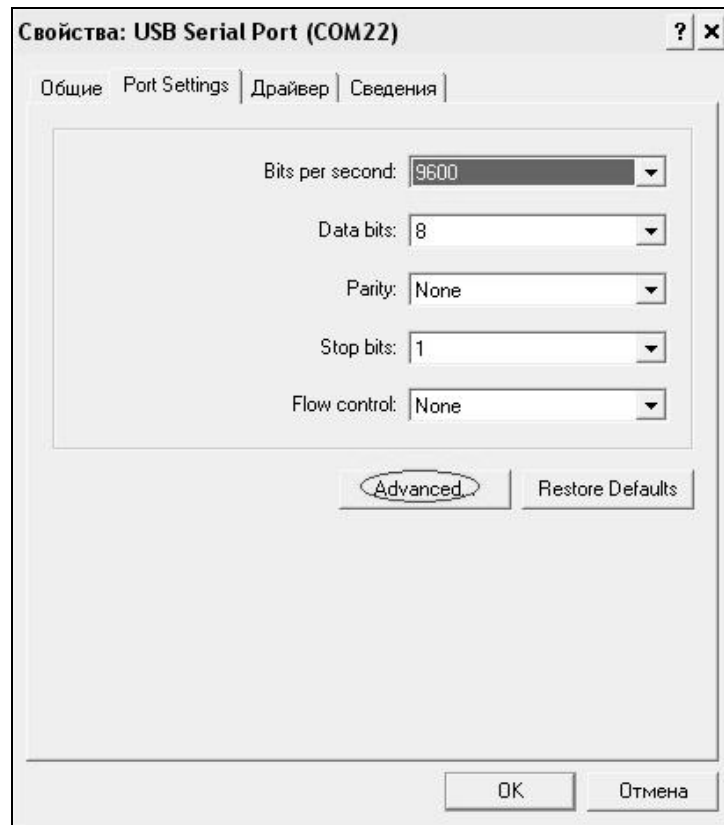 Свойства: USB Serial Port (COM22) ? ×
Общие Port Settings Драйвер Сведения
Bits per second: 9600
Data bits: 8
Parity: None
Stop bits: 1
Flow control: None
Advanced... Restore Defaults
OK Отмена